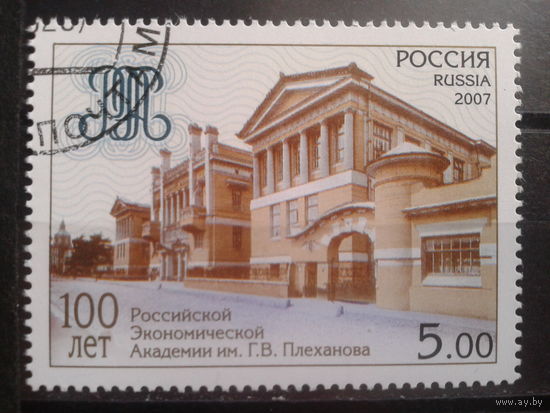 РОССИЯ
RUSSIA
2007
100
лет
Российской
Экономической
Академии им. Г.В. Плеханова
5.00
www.ay.by